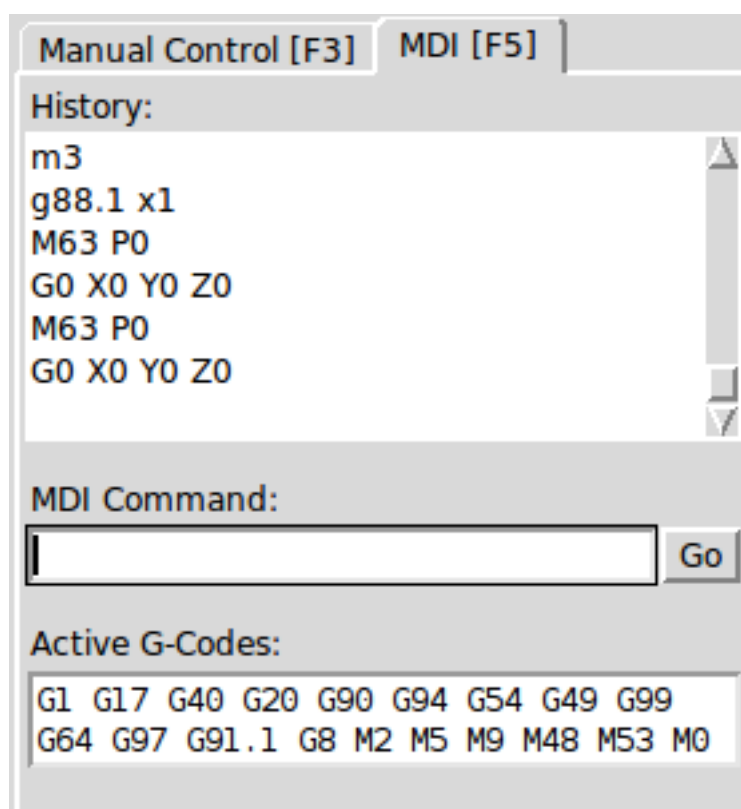 Manual Control [F3] MDI [F5]
History:
m3
g88.1 x1
M63 P0
G0 X0 Y0 Z0
M63 P0
G0 X0 Y0 Z0
MDI Command:
Go
Active G-Codes:
G1 G17 G40 G20 G90 G94 G54 G49 G99
G64 G97 G91.1 G8 M2 M5 M9 M48 M53 M0